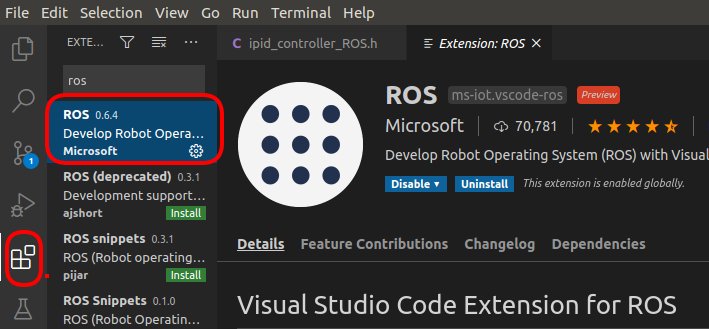 File Edit Selection View Go Run Terminal Help
EXTE... ···
ros
ROS 0.6.4
Develop Robot Opera...
Microsoft
ROS (deprecated) 0.3.1
Development support...
ajshort Install
ROS snippets 0.3.1
ROS (Robot operating...
pijar Install
ROS Snippets 0.1.0
ROS (Robot Operatin...
1
C ipid_controller_ROS.h Extension: ROS
ROS ms-iot.vscode-ros Preview
Microsoft 70,781
Develop Robot Operating System (ROS) with Visual
Disable Uninstall This extension is enabled globally.
Details Feature Contributions Changelog Dependencies
Visual Studio Code Extension for ROS